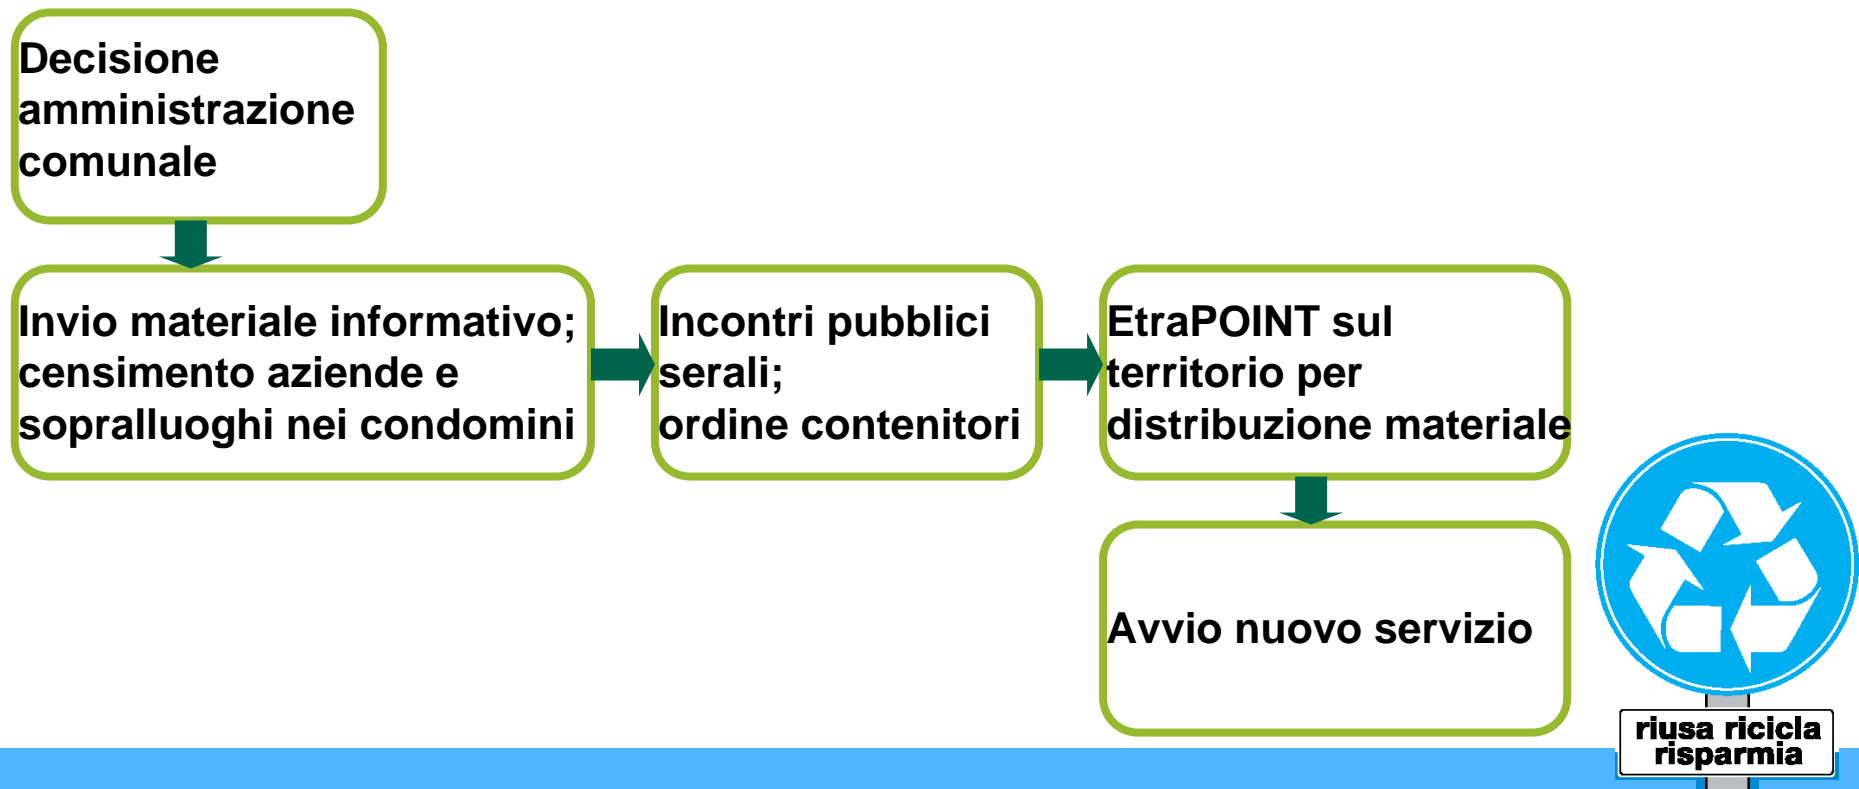 Decisione
amministrazione
comunale
Invio materiale informativo;
censimento aziende e
sopralluoghi nei condomini
Incontri pubblici
serali;
ordine contenitori
EtraPOINT sul
territorio per
distribuzione materiale
Avvio nuovo servizio
riusa ricicla
risparmia